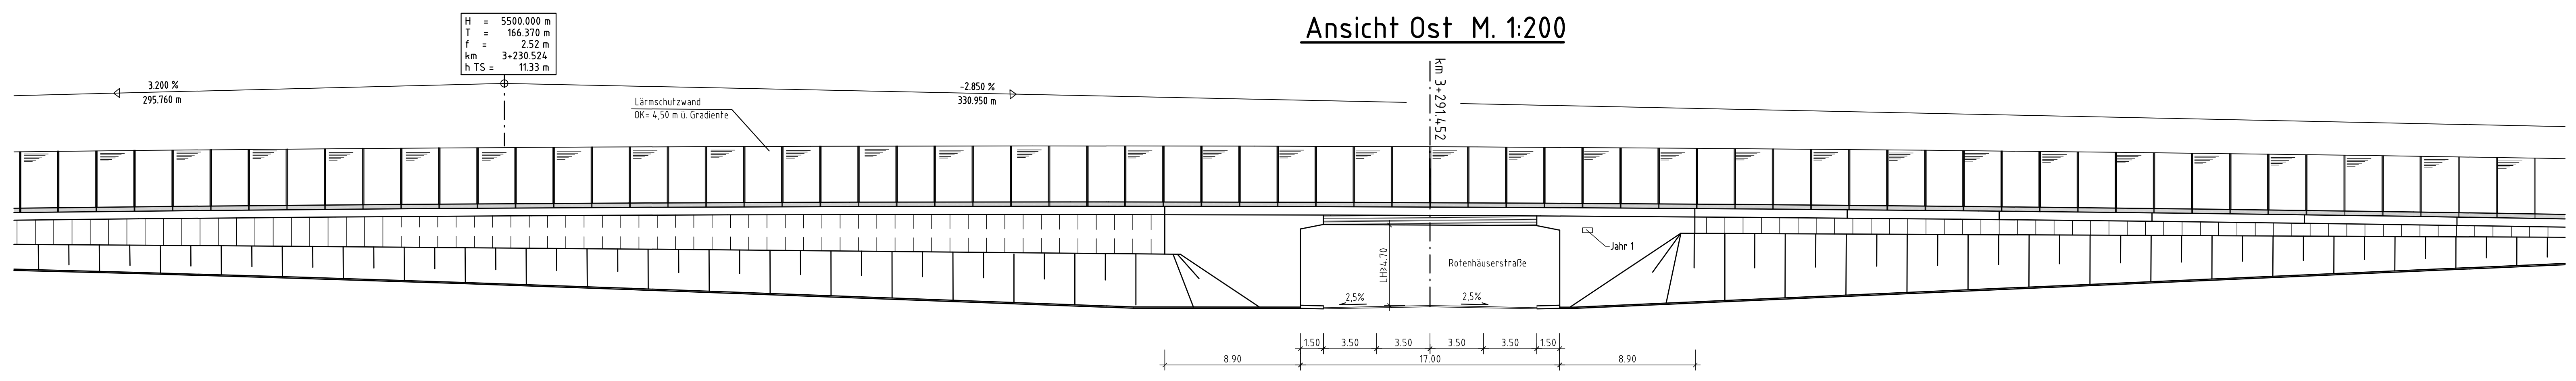 Ansicht Ost M. 1:200
H = 5500.000 m
T = 166.370 m
f = 2.52 m
km 3+230.524
h TS = 11.33 m
km 3+291.452
3.200 %
295.760 m
-2.850 %
330.950 m
Lärmschutzwand
OK= 4,50 m ü. Gradiente
Jahr 1
LH≥4.70
Rotenhäuserstraße
2,5%
2,5%
1.50 3.50 3.50 3.50 3.50 1.50
8.90 17.00 8.90